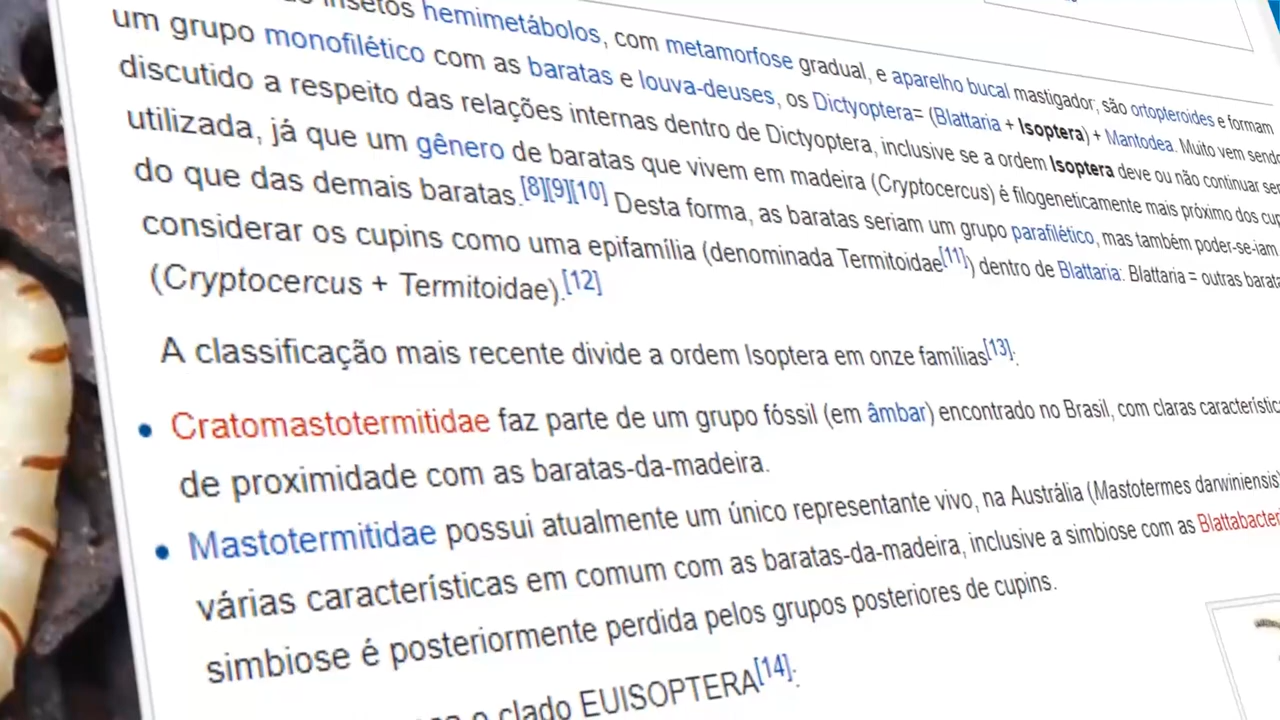 insetos hemimetábolos, com metamorfose gradual, e aparelho bucal mastigador, são ortopteroides e formam
um grupo monofilético com as baratas e louva-deuses, os Dictyoptera= (Blattaria + Isoptera) + Mantodea. Muito vem sendo
discutido a respeito das relações internas dentro de Dictyoptera, inclusive se a ordem Isoptera deve ou não continuar
utilizada, já que um gênero de baratas que vivem em madeira (Cryptocercus) é filogeneticamente mais próximo dos
do que das demais baratas.[8][9][10] Desta forma, as baratas seriam um grupo parafilético, mas também poder-se-iam
considerar os cupins como uma epifamília (denominada Termitoidae[11]) dentro de Blattaria: Blattaria = outras
(Cryptocercus + Termitoidae).[12]
A classificação mais recente divide a ordem Isoptera em onze famílias[13]:
• Cratomastotermitidae faz parte de um grupo fóssil (em âmbar) encontrado no Brasil, com claras
de proximidade com as baratas-da-madeira.
• Mastotermitidae possui atualmente um único representante vivo, na Austrália (Mastotermes darwiniensis)
várias características em comum com as baratas-da-madeira, inclusive a simbiose com as
simbiose é posteriormente perdida pelos grupos posteriores de cupins.
o clado EUISOPTERA[14]: